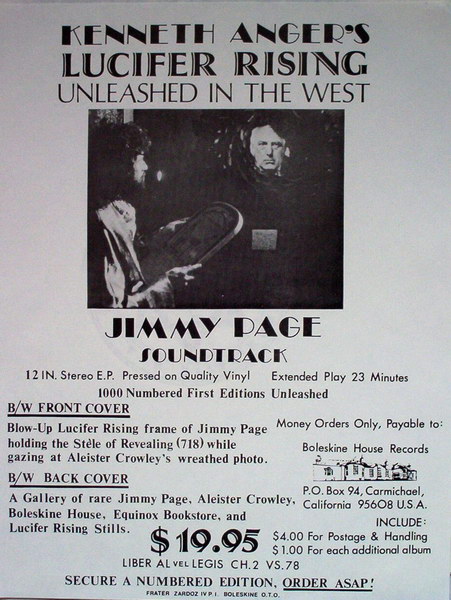 KENNETH ANGER'S
LUCIFER RISING
UNLEASHED IN THE WEST
JIMMY PAGE
SOUNDTRACK
12 IN. Stereo E.P. Pressed on Quality Vinyl Extended Play 23 Minutes
1000 Numbered First Editions Unleashed
B/W FRONT COVER
Blow-Up Lucifer Rising frame of Jimmy Page
holding the Stèle of Revealing (718) while
gazing at Aleister Crowley's wreathed photo.
B/W BACK COVER
A Gallery of rare Jimmy Page, Aleister Crowley,
Boleskine House, Equinox Bookstore, and
Lucifer Rising Stills.
Money Orders Only, Payable to:
Boleskine House Records
P.O. Box 94, Carmichael,
California 95608 U.S.A.
INCLUDE:
$4.00 For Postage & Handling
$1.00 For each additional album
$19.95
LIBER AL VEL LEGIS CH.2 VS.78
SECURE A NUMBERED EDITION, ORDER ASAP!
FRATER ZARDOZ IV P.I. BOLESKINE O.T.O.